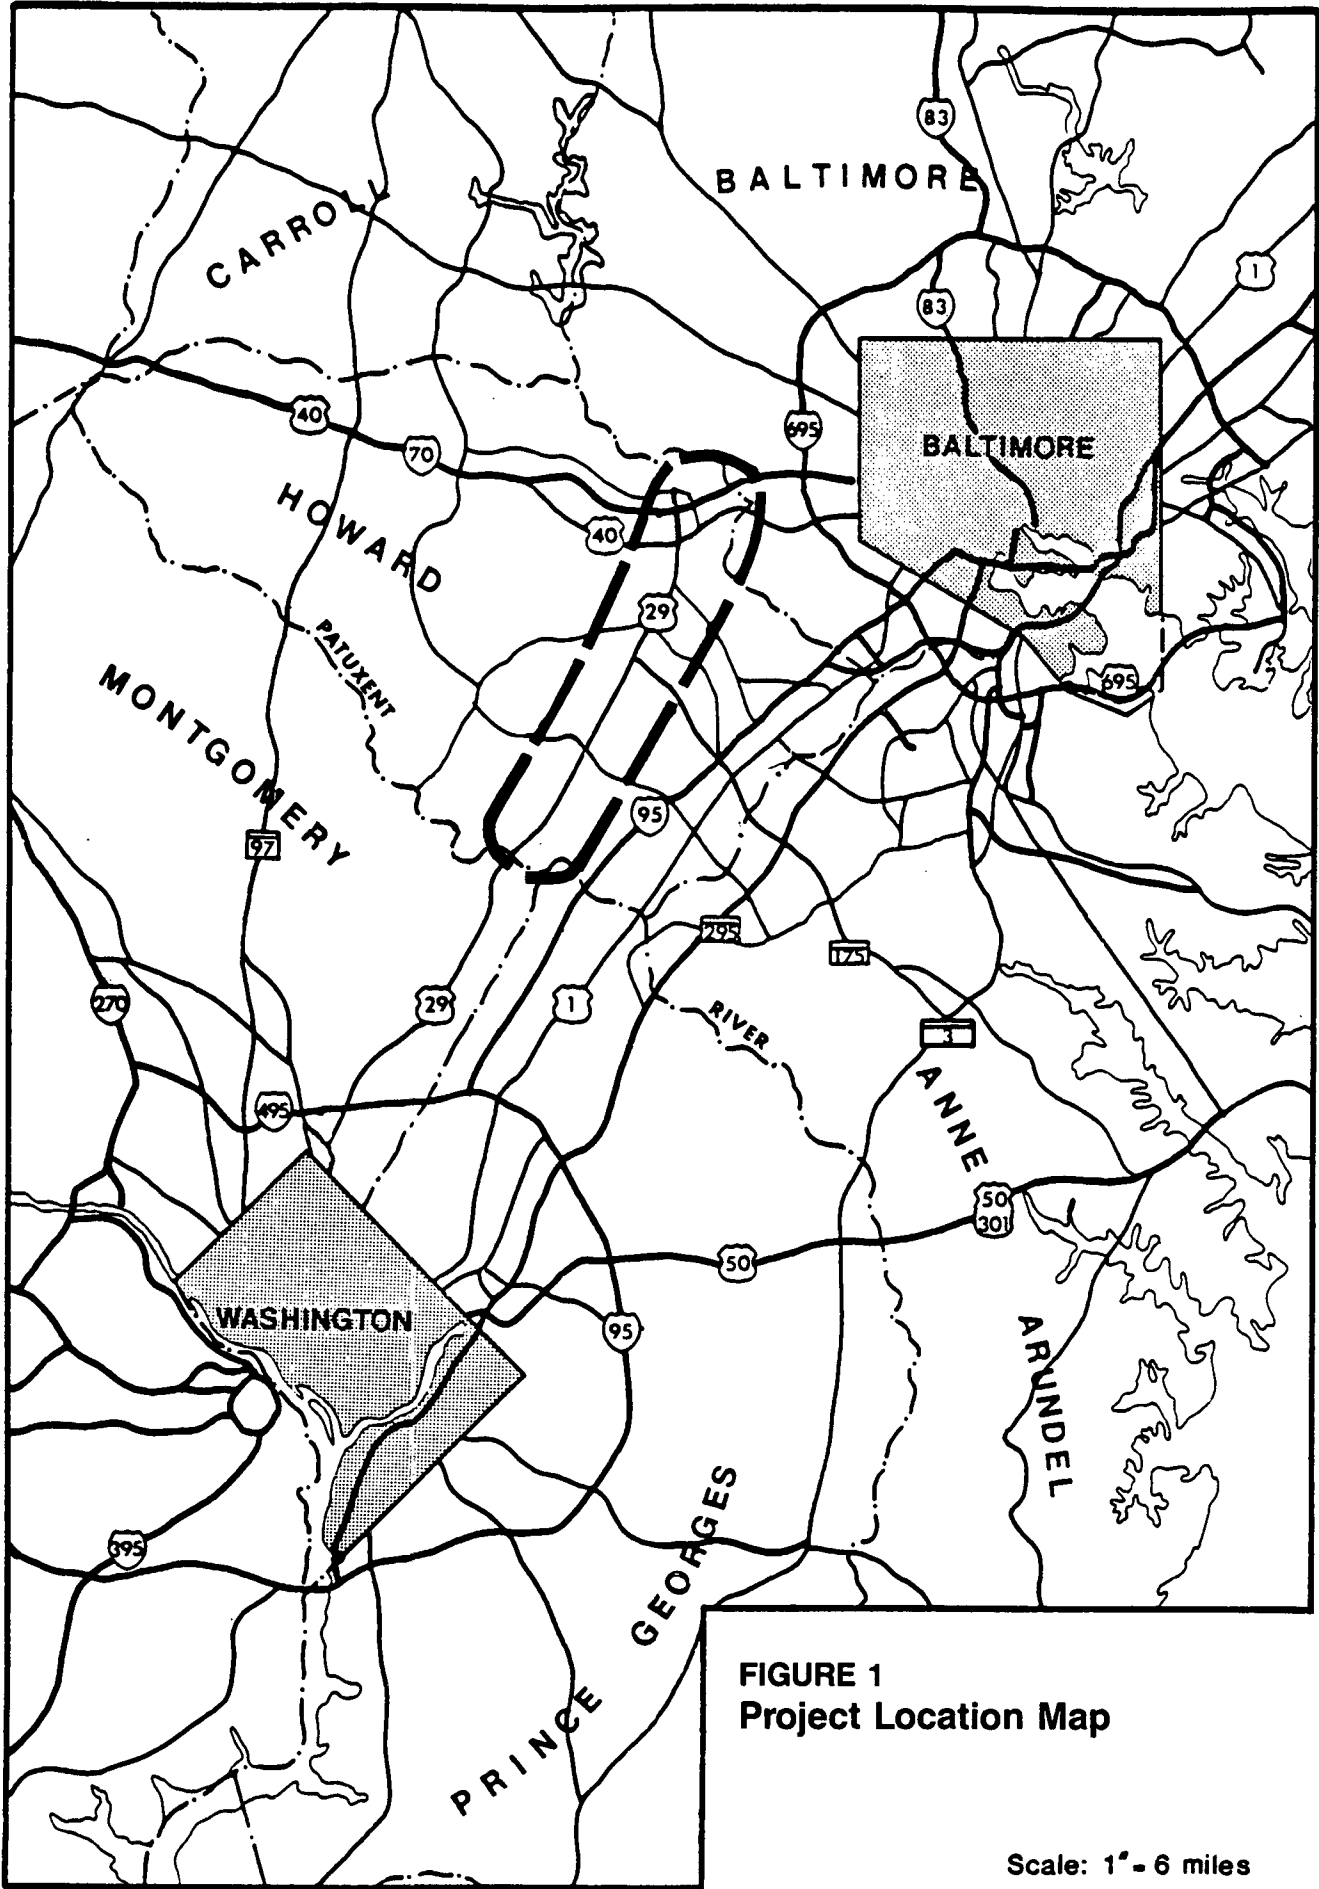 83
BALTIMORE
CARROLL
1
83
40
695
70
BALTIMORE
HOWARD
40
29
PATUXENT
695
MONTGOMERY
95
97
295
175
270
29
1
RIVER
3
495
ANNE
50
301
50
WASHINGTON
95
ARUNDEL
395
PRINCE GEORGES
FIGURE 1
Project Location Map
Scale: 1" = 6 miles